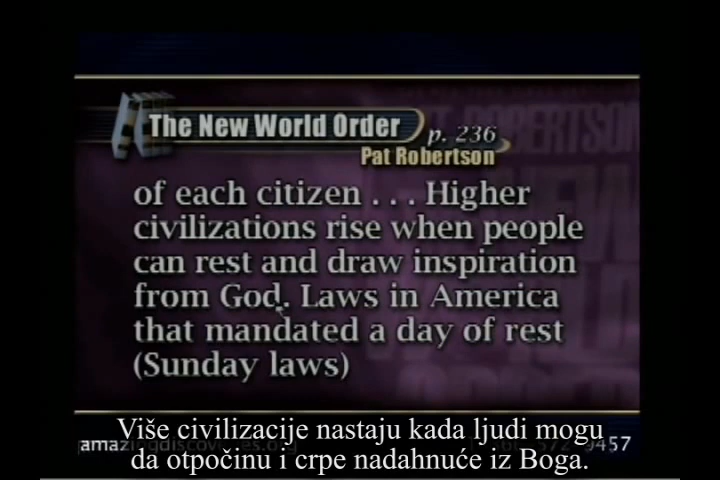 The New World Order p. 236
Pat Robertson
of each citizen . . . Higher
civilizations rise when people
can rest and draw inspiration
from God. Laws in America
that mandated a day of rest
(Sunday laws)
Više civilizacije nastaju kada ljudi mogu
da otpočinu i crpe nadahnuće iz Boga.